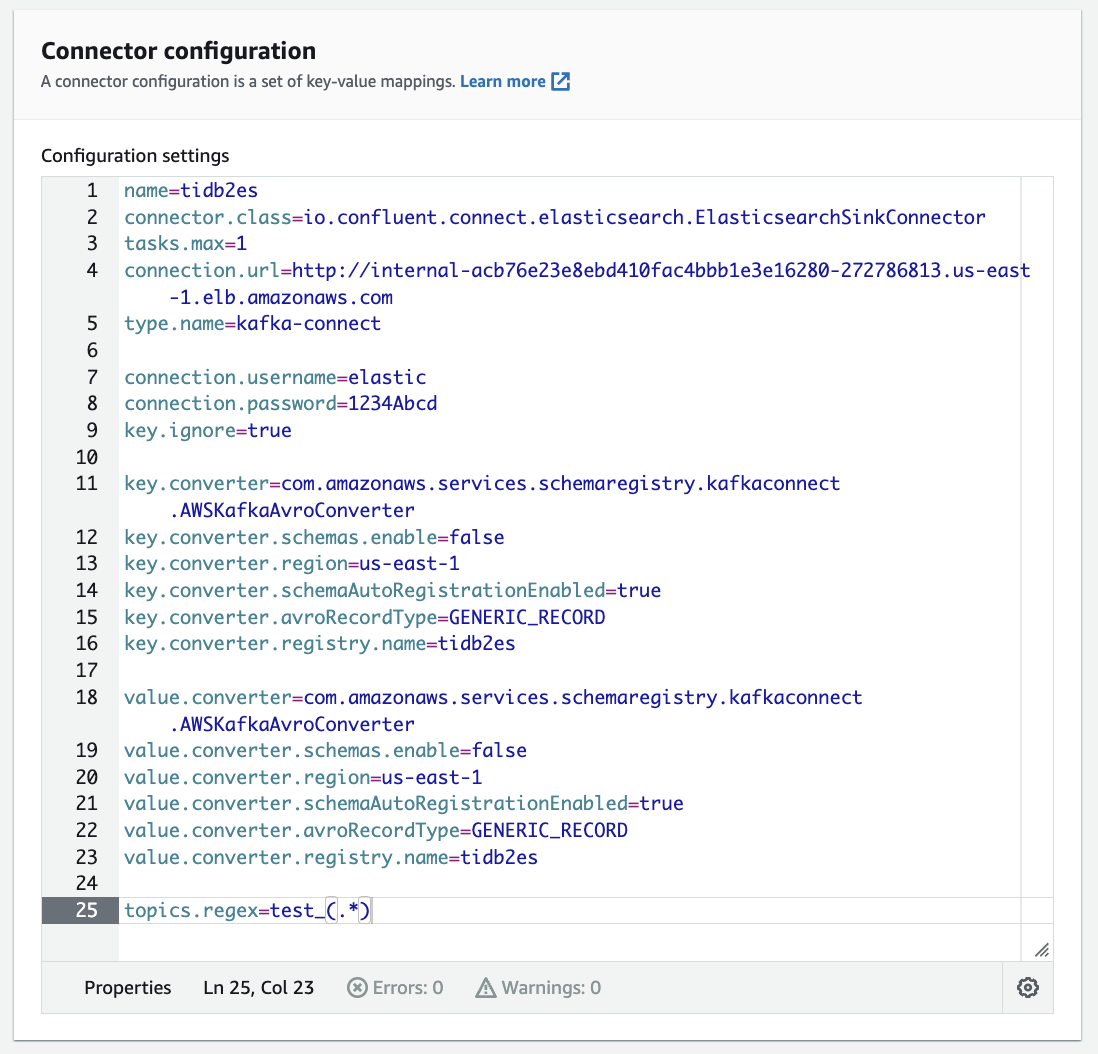 Connector configuration
A connector configuration is a set of key-value mappings. Learn more
Configuration settings
1 name=tidb2es
2 connector.class=io.confluent.connect.elasticsearch.ElasticsearchSinkConnector
3 tasks.max=1
4 connection.url=http://internal-acb76e23e8ebd410fac4bbb1e3e16280-272786813.us-east
-1.elb.amazonaws.com
5 type.name=kafka-connect
6
7 connection.username=elastic
8 connection.password=1234Abcd
9 key.ignore=true
10
11 key.converter=com.amazonaws.services.schemaregistry.kafkaconnect
.AWSKafkaAvroConverter
12 key.converter.schemas.enable=false
13 key.converter.region=us-east-1
14 key.converter.schemaAutoRegistrationEnabled=true
15 key.converter.avroRecordType=GENERIC_RECORD
16 key.converter.registry.name=tidb2es
17
18 value.converter=com.amazonaws.services.schemaregistry.kafkaconnect
.AWSKafkaAvroConverter
19 value.converter.schemas.enable=false
20 value.converter.region=us-east-1
21 value.converter.schemaAutoRegistrationEnabled=true
22 value.converter.avroRecordType=GENERIC_RECORD
23 value.converter.registry.name=tidb2es
24
25 topics.regex=test_(.*)
Properties Ln 25, Col 23 Errors: 0 Warnings: 0